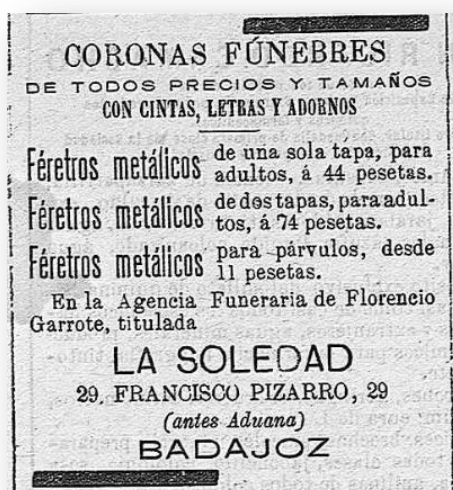 CORONAS FÚNEBRES
DE TODOS PRECIOS Y TAMAÑOS
CON CINTAS, LETRAS Y ADORNOS
Féretros metálicos de una sola tapa, para
adultos, á 44 pesetas.
Féretros metálicos de dos tapas, para adul-
tos, á 74 pesetas.
Féretros metálicos para párvulos, desde
11 pesetas.
En la Agencia Funeraria de Florencio
Garrote, titulada
LA SOLEDAD
29. FRANCISCO PIZARRO, 29
(antes Aduana)
BADAJOZ